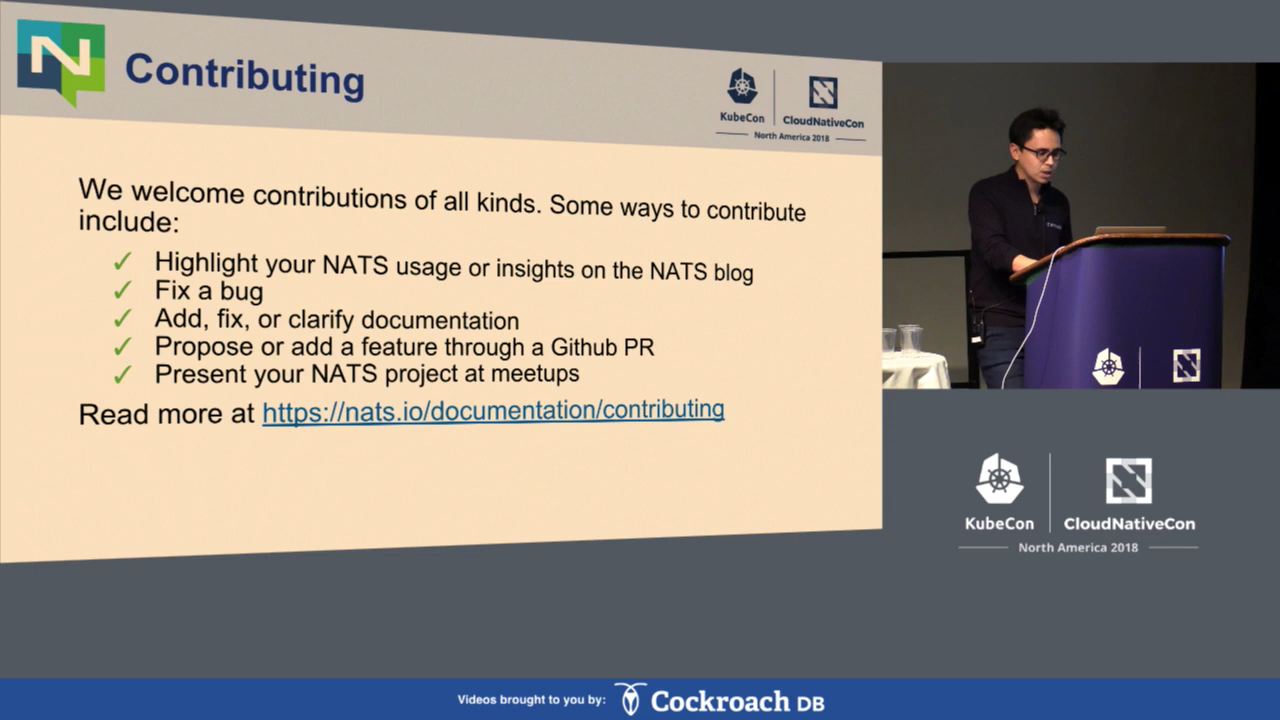 N
Contributing
KubeCon
CloudNativeCon
North America 2018
We welcome contributions of all kinds. Some ways to contribute
include:
✓ Highlight your NATS usage or insights on the NATS blog
✓ Fix a bug
✓ Add, fix, or clarify documentation
✓ Propose or add a feature through a Github PR
✓ Present your NATS project at meetups
Read more at https://nats.io/documentation/contributing
KubeCon
CloudNativeCon
North America 2018
Videos brought to you by: Cockroach DB